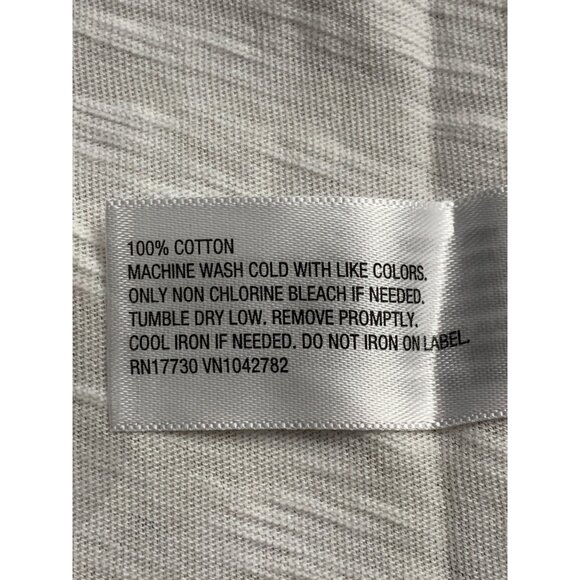 100% COTTON
MACHINE WASH COLD WITH LIKE COLORS.
ONLY NON CHLORINE BLEACH IF NEEDED.
TUMBLE DRY LOW. REMOVE PROMPTLY.
COOL IRON IF NEEDED. DO NOT IRON ON LABEL.
RN17730 VN1042782